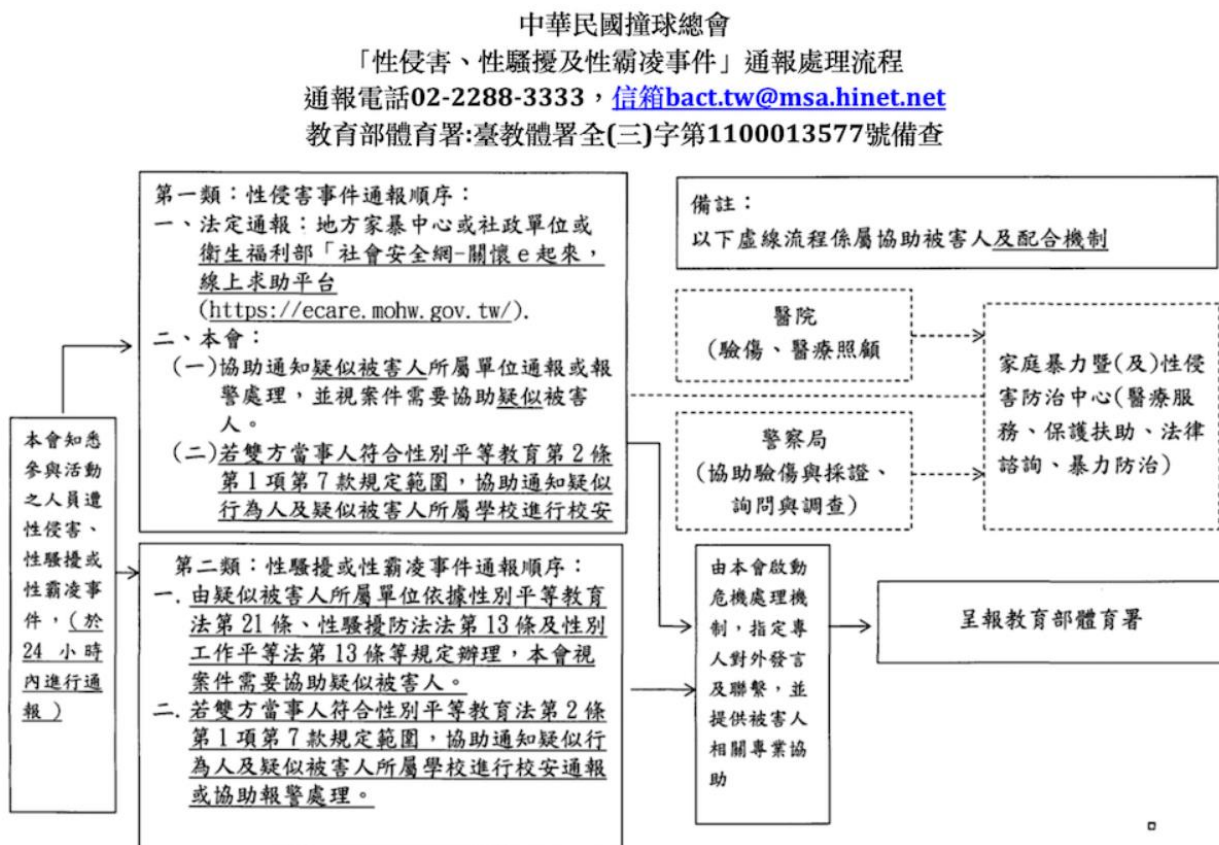 中華民國撞球總會
「性侵害、性騷擾及性霸凌事件」通報處理流程
通報電話02-2288-3333，信箱bact.tw@msa.hinet.net
教育部體育署:臺教體署全(三)字第1100013577號備查
本會知悉
參與活動
之人員遭
性侵害、
性騷擾或
性霸凌事
件，(於
24 小時
內進行通
報）
第一類：性侵害事件通報順序：
一、法定通報：地方家暴中心或社政單位或
衛生福利部「社會安全網-關懷 e 起來，
線上求助平台
(https://ecare.mohw.gov.tw/).
二、本會：
(一)協助通知疑似被害人所屬單位通報或報
警處理，並視案件需要協助疑似被害
人。
(二)若雙方當事人符合性別平等教育第 2 條
第 1 項第 7 款規定範圍，協助通知疑似
行為人及疑似被害人所屬學校進行校安
第二類：性騷擾或性霸凌事件通報順序：
一. 由疑似被害人所屬單位依據性別平等教育
法第 21 條、性騷擾防法法第 13 條及性別
工作平等法第 13 條等規定辦理，本會視
案件需要協助疑似被害人。
二. 若雙方當事人符合性別平等教育法第 2 條
第 1 項第 7 款規定範圍，協助通知疑似行
為人及疑似被害人所屬學校進行校安通報
或協助報警處理。
備註：
以下虛線流程係屬協助被害人及配合機制
醫院
(驗傷、醫療照顧
警察局
(協助驗傷與採證、
詢問與調查)
家庭暴力暨(及)性侵
害防治中心(醫療服
務、保護扶助、法律
諮詢、暴力防治)
由本會啟動
危機處理機
制，指定專
人對外發言
及聯繫，並
提供被害人
相關專業協
助
呈報教育部體育署